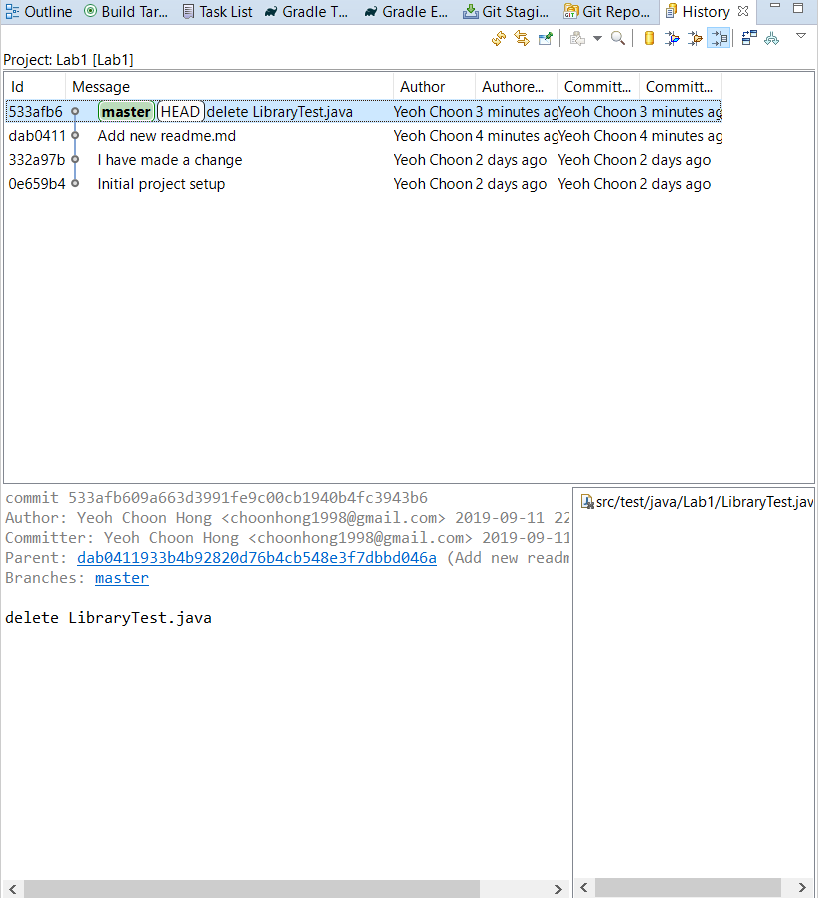 Outline Build Tar... Task List Gradle T... Gradle E... Git Stagi... Git Repo... History
Project: Lab1 [Lab1]
Id Message Author Authore... Committ... Committ...
533afb6 master HEAD delete LibraryTest.java Yeoh Choon 3 minutes ag Yeoh Choon 3 minutes ag
dab0411 Add new readme.md Yeoh Choon 4 minutes ag Yeoh Choon 4 minutes ag
332a97b I have made a change Yeoh Choon 2 days ago Yeoh Choon 2 days ago
0e659b4 Initial project setup Yeoh Choon 2 days ago Yeoh Choon 2 days ago
commit 533afb609a663d3991fe9c00cb1940b4fc3943b6
Author: Yeoh Choon Hong <choonhong1998@gmail.com> 2019-09-11 22
Committer: Yeoh Choon Hong <choonhong1998@gmail.com> 2019-09-11
Parent: dab0411933b4b92820d76b4cb548e3f7dbbd046a (Add new readm
Branches: master
delete LibraryTest.java
src/test/java/Lab1/LibraryTest.jav